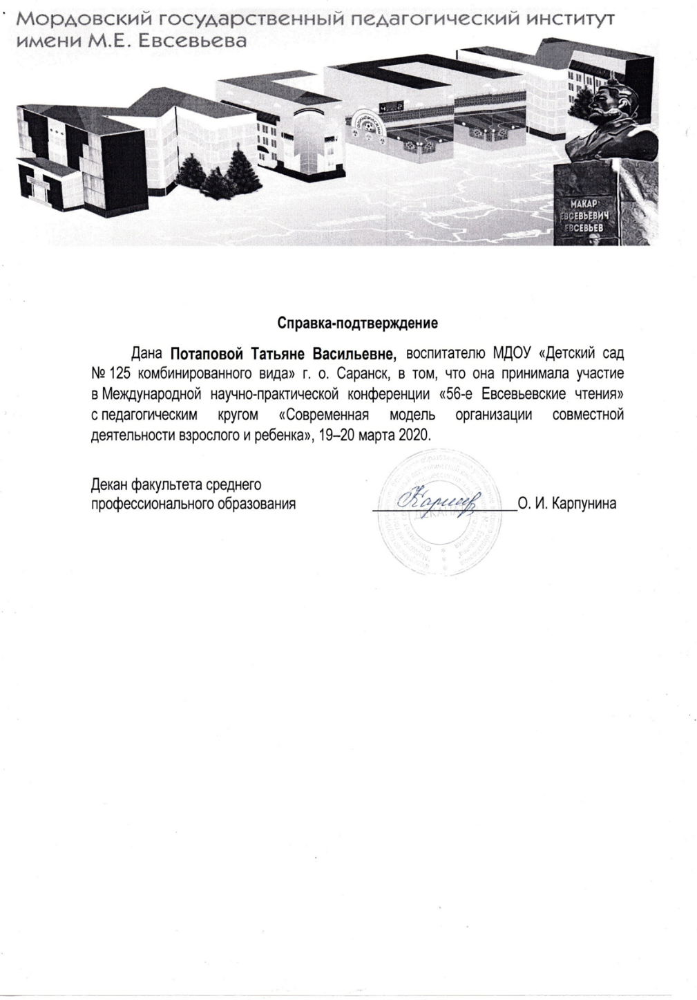 Мордовский государственный педагогический институт
имени М.Е. Евсевьева
МАКАР
ЕВСЕВЬЕВИЧ
ЕВСЕВЬЕВ
Справка-подтверждение
Дана Потаповой Татьяне Васильевне, воспитателю МДОУ «Детский сад
№ 125 комбинированного вида» г. о. Саранск, в том, что она принимала участие
в Международной научно-практической конференции «56-е Евсевьевские чтения»
с педагогическим кругом «Современная модель организации совместной
деятельности взрослого и ребенка», 19–20 марта 2020.
Декан факультета среднего
профессионального образования
О. И. Карпунина
ДЕКАНАТ